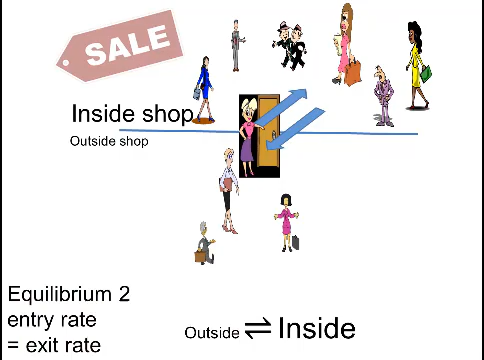 SALE
Inside shop
Outside shop
Equilibrium 2
entry rate
= exit rate
Outside ⇌ Inside